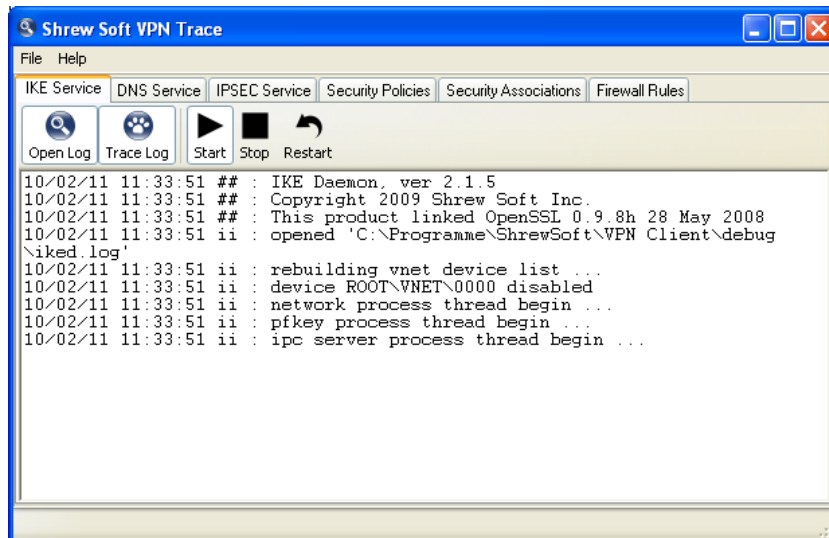 Shrew Soft VPN Trace
File Help
IKE Service DNS Service IPSEC Service Security Policies Security Associations Firewall Rules
Open Log Trace Log Start Stop Restart
10/02/11 11:33:51 ## : IKE Daemon, ver 2.1.5
10/02/11 11:33:51 ## : Copyright 2009 Shrew Soft Inc.
10/02/11 11:33:51 ## : This product linked OpenSSL 0.9.8h 28 May 2008
10/02/11 11:33:51 ii : opened 'C:\Programme\ShrewSoft\VPN Client\debug
\iked.log'
10/02/11 11:33:51 ii : rebuilding vnet device list ...
10/02/11 11:33:51 ii : device ROOT\VNET\0000 disabled
10/02/11 11:33:51 ii : network process thread begin ...
10/02/11 11:33:51 ii : pfkey process thread begin ...
10/02/11 11:33:51 ii : ipc server process thread begin ...